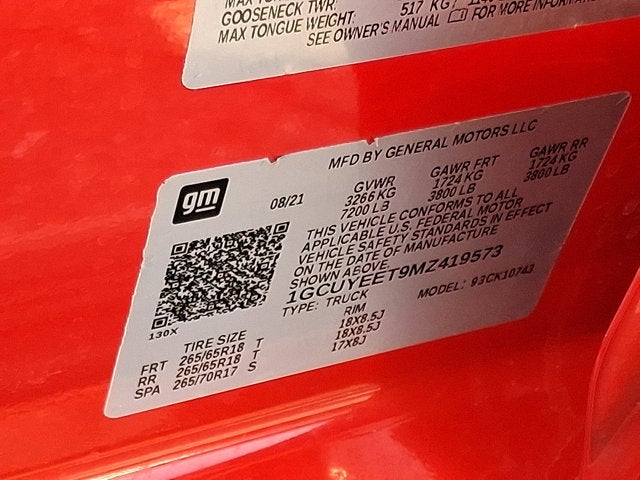 GOOSENECK TWR:
MAX TONGUE WEIGHT: 517 KG
SEE OWNER'S MANUAL FOR MORE INFORMA
MFD BY GENERAL MOTORS LLC
gm 08/21 GVWR GAWR FRT GAWR RR
3266 KG 1724 KG 1724 KG
7200 LB 3800 LB 3800 LB
THIS VEHICLE CONFORMS TO ALL
APPLICABLE U.S. FEDERAL MOTOR
VEHICLE SAFETY STANDARDS IN EFFECT
ON THE DATE OF MANUFACTURE
SHOWN ABOVE.
1GCUYEET9MZ419573
TYPE: TRUCK MODEL: 93CK10743
130X
TIRE SIZE RIM
FRT 265/65R18 T 18X8.5J
RR 265/65R18 T 18X8.5J
SPA 265/70R17 S 17X8J